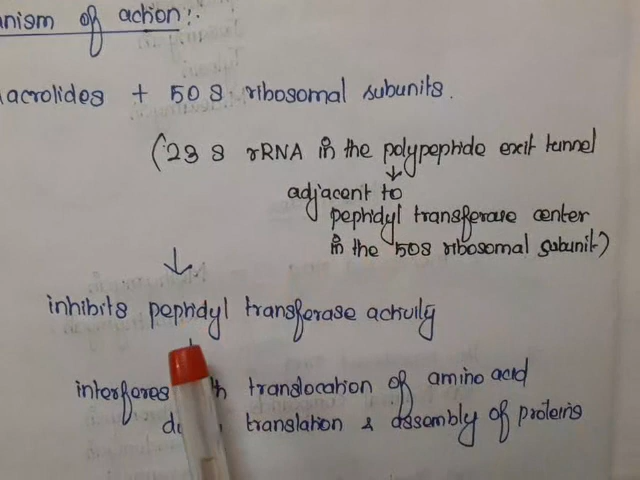 anism of action:-
acrolides + 50 S ribosomal subunits.
(23 S rRNA in the polypeptide exit tunnel
↓
adjacent to
peptidyl transferase center
in the 50S ribosomal subunit)
↓
inhibits peptidyl transferase activity
interferes translocation of amino acid
translation & assembly of proteins